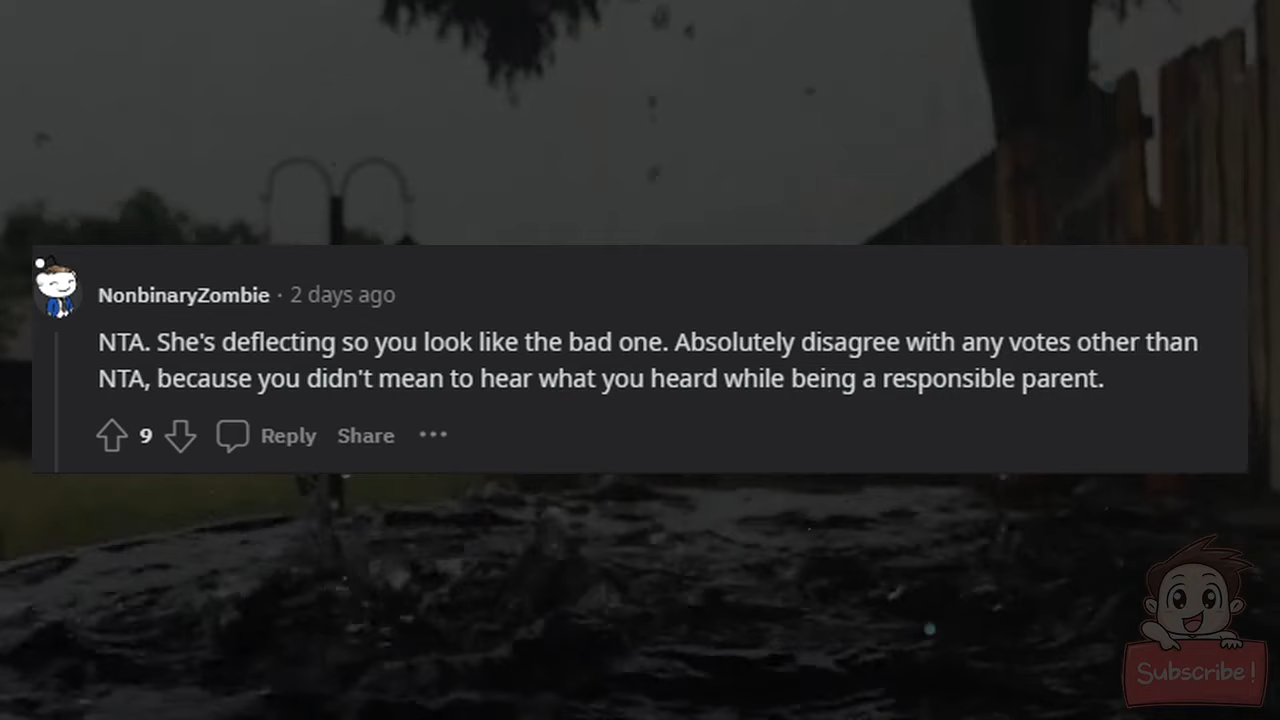 NonbinaryZombie · 2 days ago
NTA. She's deflecting so you look like the bad one. Absolutely disagree with any votes other than
NTA, because you didn't mean to hear what you heard while being a responsible parent.
9 Reply Share ···
Subscribe!